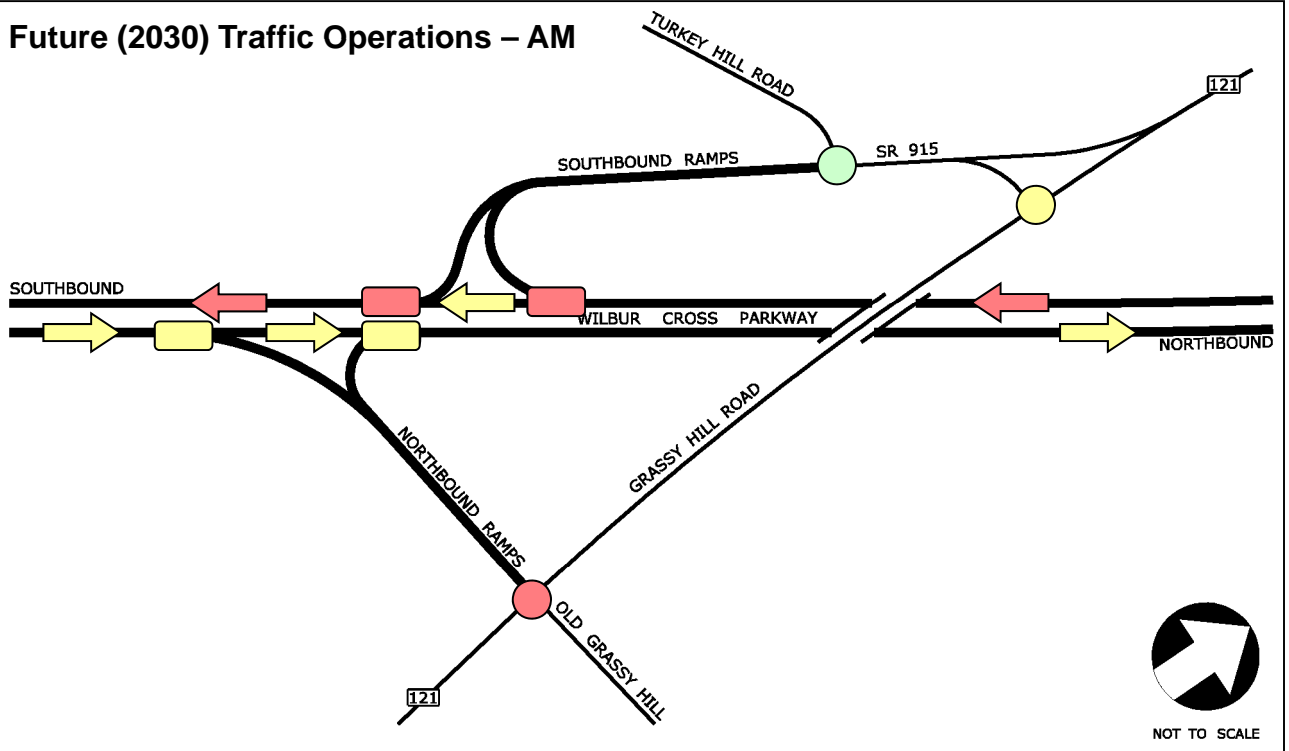 Future (2030) Traffic Operations – AM
TURKEY HILL ROAD
121
SOUTHBOUND RAMPS
SR 915
SOUTHBOUND
WILBUR CROSS PARKWAY
NORTHBOUND
GRASSY HILL ROAD
NORTHBOUND RAMPS
OLD GRASSY HILL
121
NOT TO SCALE